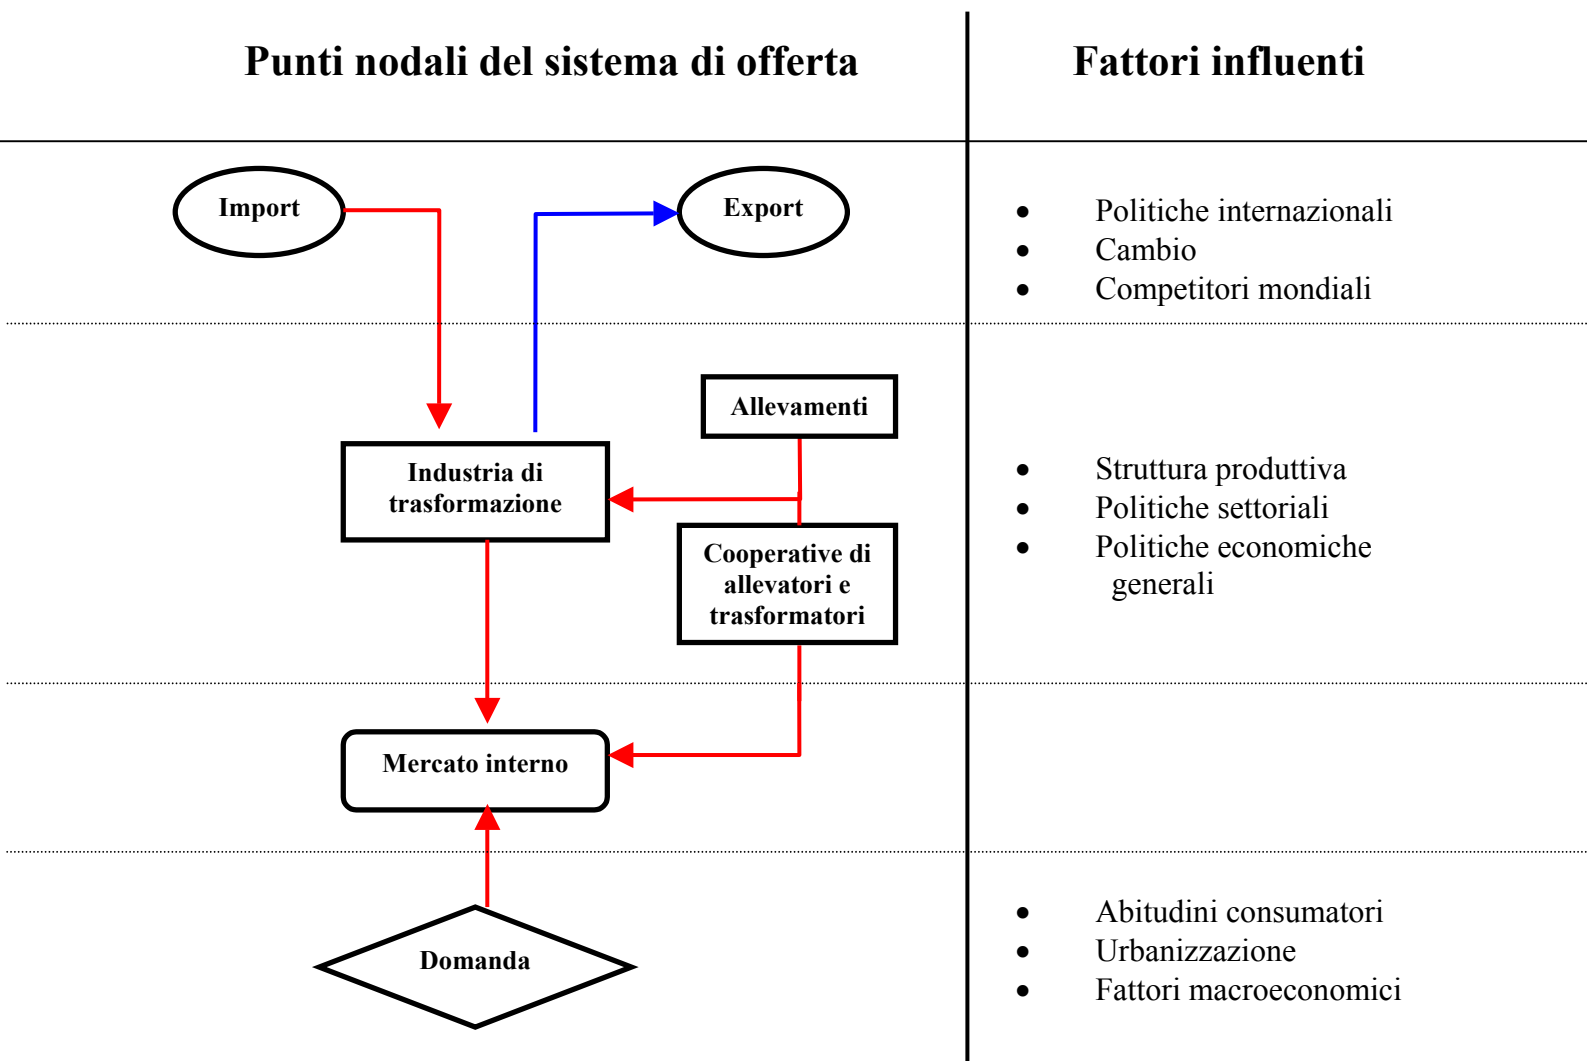 Punti nodali del sistema di offerta
Fattori influenti
Import
Export
• Politiche internazionali
• Cambio
• Competitori mondiali
Allevamenti
Industria di
trasformazione
Cooperative di
allevatori e
trasformatori
• Struttura produttiva
• Politiche settoriali
• Politiche economiche
generali
Mercato interno
Domanda
• Abitudini consumatori
• Urbanizzazione
• Fattori macroeconomici